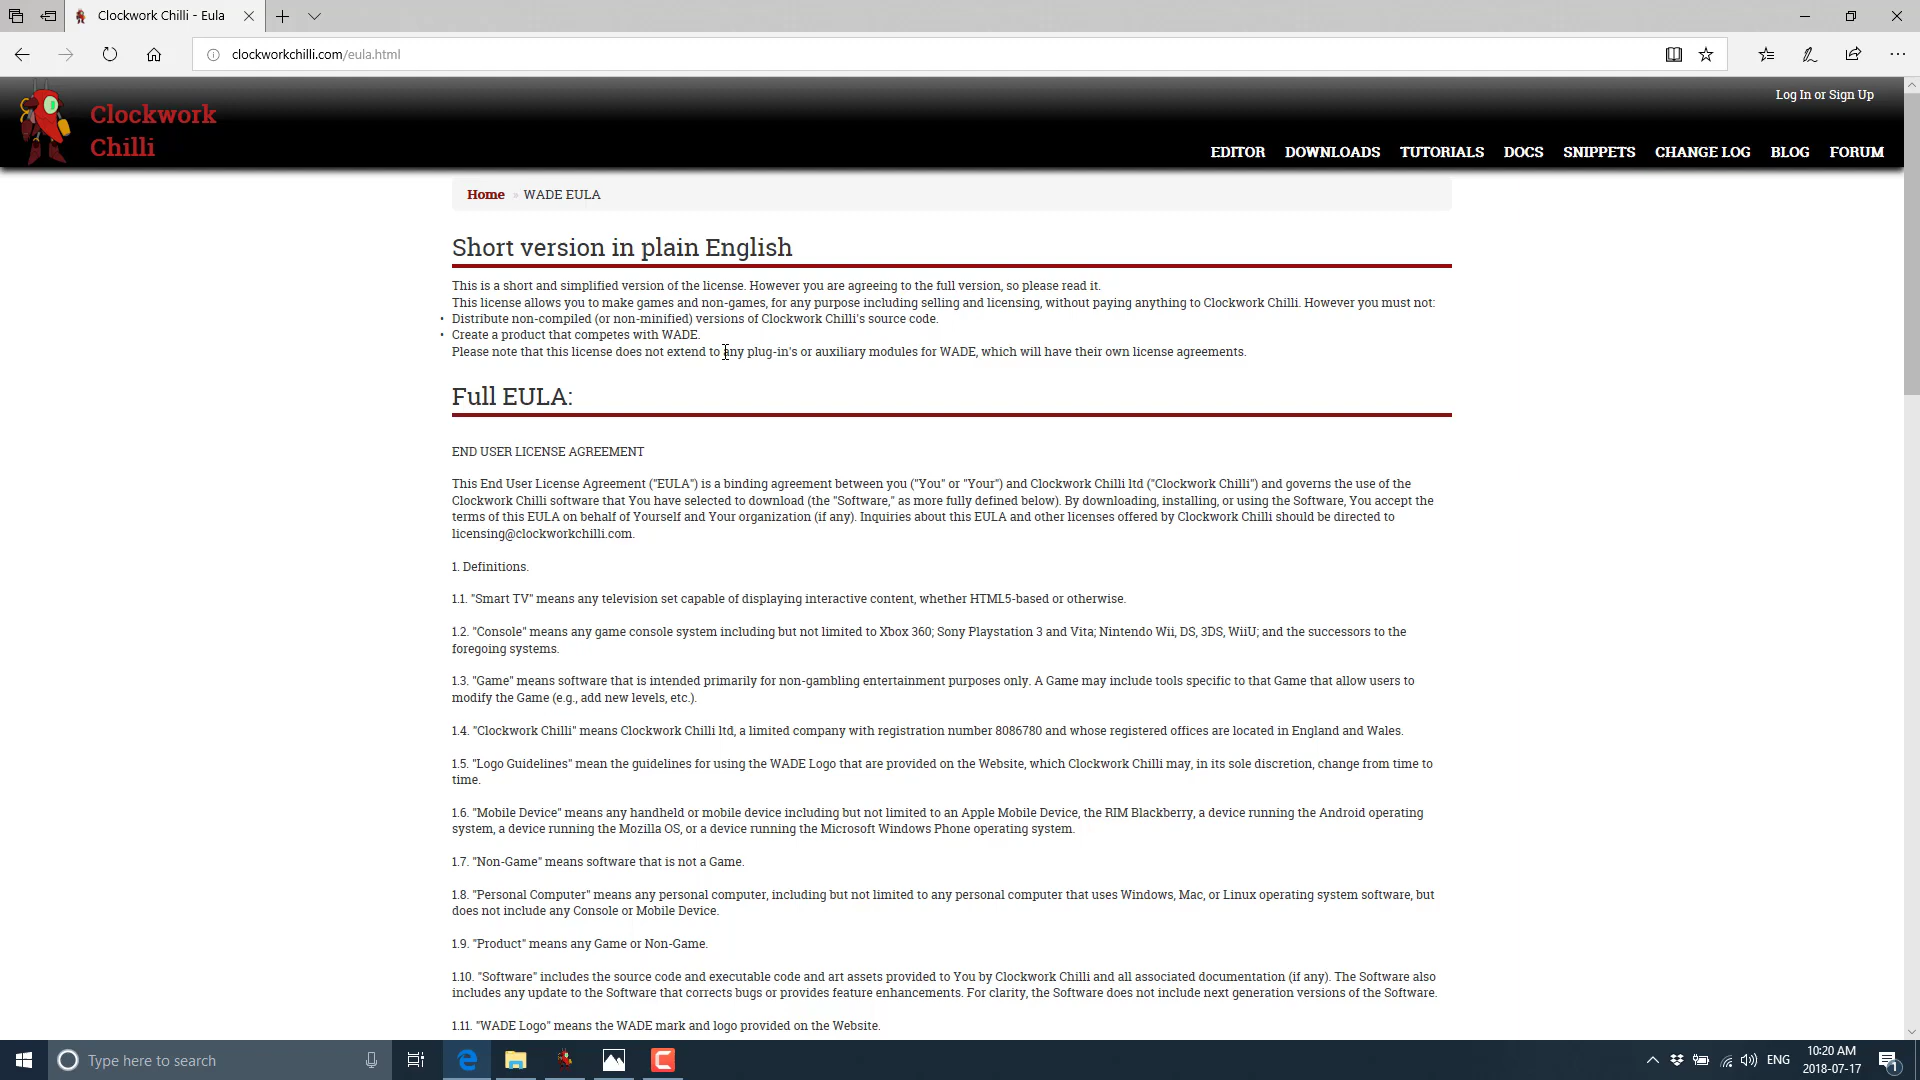 Clockwork Chilli - Eula
clockworkchilli.com/eula.html
Log In or Sign Up
Clockwork
Chilli
EDITOR DOWNLOADS TUTORIALS DOCS SNIPPETS CHANGE LOG BLOG FORUM
Home » WADE EULA
Short version in plain English
This is a short and simplified version of the license. However you are agreeing to the full version, so please read it.
This license allows you to make games and non-games, for any purpose including selling and licensing, without paying anything to Clockwork Chilli. However you must not:
• Distribute non-compiled (or non-minified) versions of Clockwork Chilli's source code.
• Create a product that competes with WADE.
Please note that this license does not extend to any plug-in's or auxiliary modules for WADE, which will have their own license agreements.
Full EULA:
END USER LICENSE AGREEMENT
This End User License Agreement ("EULA") is a binding agreement between you ("You" or "Your") and Clockwork Chilli ltd ("Clockwork Chilli") and governs the use of the
Clockwork Chilli software that You have selected to download (the "Software," as more fully defined below). By downloading, installing, or using the Software, You accept the
terms of this EULA on behalf of Yourself and Your organization (if any). Inquiries about this EULA and other licenses offered by Clockwork Chilli should be directed to
licensing@clockworkchilli.com.
1. Definitions.
1.1. "Smart TV" means any television set capable of displaying interactive content, whether HTML5-based or otherwise.
1.2. "Console" means any game console system including but not limited to Xbox 360; Sony Playstation 3 and Vita; Nintendo Wii, DS, 3DS, WiiU; and the successors to the
foregoing systems.
1.3. "Game" means software that is intended primarily for non-gambling entertainment purposes only. A Game may include tools specific to that Game that allow users to
modify the Game (e.g., add new levels, etc.).
1.4. "Clockwork Chilli" means Clockwork Chilli ltd, a limited company with registration number 8086780 and whose registered offices are located in England and Wales.
1.5. "Logo Guidelines" mean the guidelines for using the WADE Logo that are provided on the Website, which Clockwork Chilli may, in its sole discretion, change from time to
time.
1.6. "Mobile Device" means any handheld or mobile device including but not limited to an Apple Mobile Device, the RIM Blackberry, a device running the Android operating
system, a device running the Mozilla OS, or a device running the Microsoft Windows Phone operating system.
1.7. "Non-Game" means software that is not a Game.
1.8. "Personal Computer" means any personal computer, including but not limited to any personal computer that uses Windows, Mac, or Linux operating system software, but
does not include any Console or Mobile Device.
1.9. "Product" means any Game or Non-Game.
1.10. "Software" includes the source code and executable code and art assets provided to You by Clockwork Chilli and all associated documentation (if any). The Software also
includes any update to the Software that corrects bugs or provides feature enhancements. For clarity, the Software does not include next generation versions of the Software.
1.11. "WADE Logo" means the WADE mark and logo provided on the Website.
Type here to search
ENG
10:20 AM
2018-07-17
1